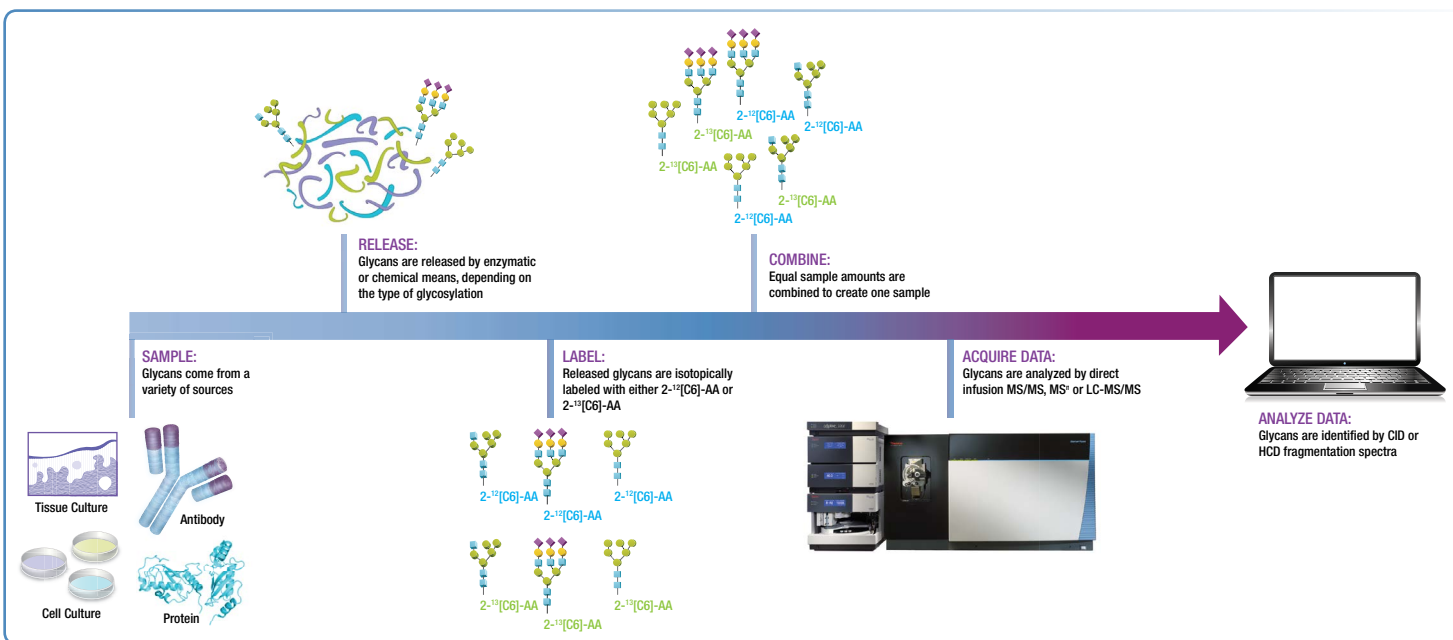 2-¹²[C6]-AA
2-¹²[C6]-AA
2-¹³[C6]-AA
2-¹³[C6]-AA
2-¹³[C6]-AA
2-¹²[C6]-AA
RELEASE:
Glycans are released by enzymatic
or chemical means, depending on
the type of glycosylation
COMBINE:
Equal sample amounts are
combined to create one sample
SAMPLE:
Glycans come from a
variety of sources
Tissue Culture
Antibody
Cell Culture
Protein
LABEL:
Released glycans are isotopically
labeled with either 2-¹²[C6]-AA or
2-¹³[C6]-AA
2-¹²[C6]-AA
2-¹²[C6]-AA
2-¹²[C6]-AA
2-¹³[C6]-AA
2-¹³[C6]-AA
2-¹³[C6]-AA
ACQUIRE DATA:
Glycans are analyzed by direct
infusion MS/MS, MSⁿ or LC-MS/MS
ANALYZE DATA:
Glycans are identified by CID or
HCD fragmentation spectra